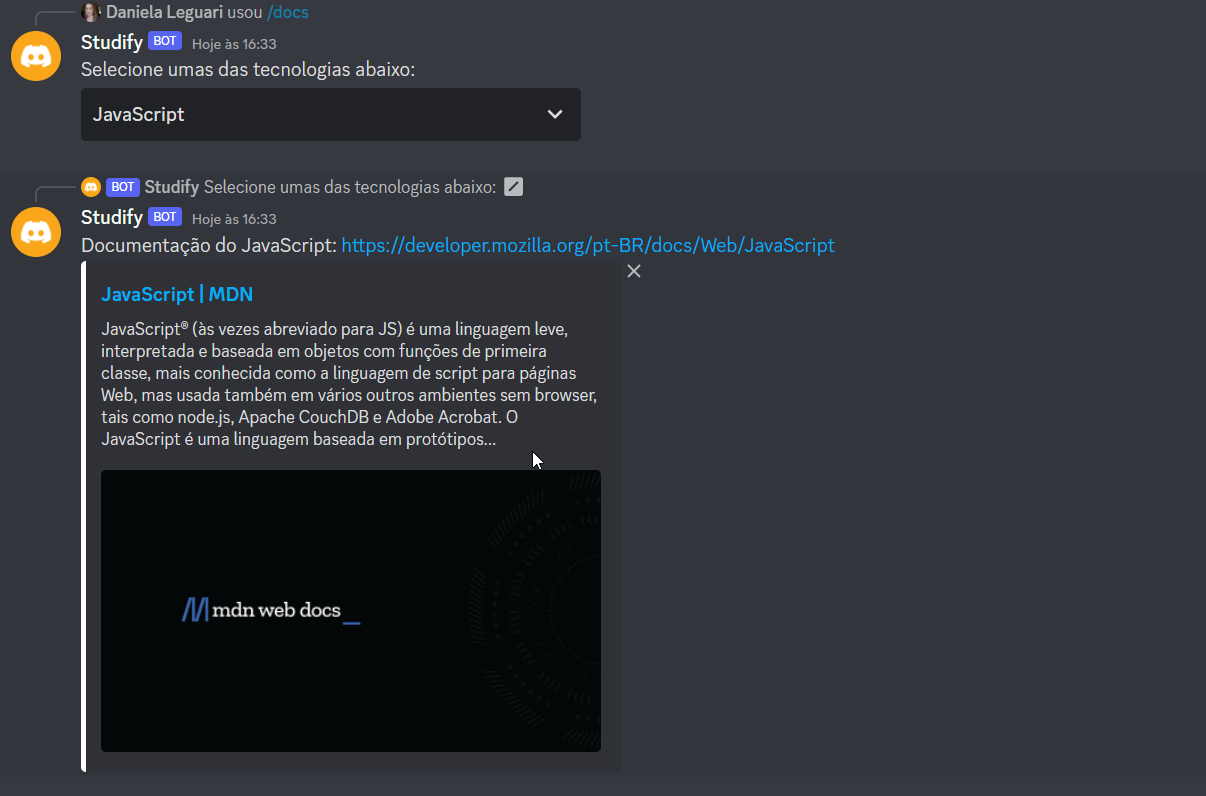 Daniela Leguari usou /docs
Studify BOT Hoje às 16:33
Selecione umas das tecnologias abaixo:
JavaScript
BOT Studify Selecione umas das tecnologias abaixo:
Studify BOT Hoje às 16:33
Documentação do JavaScript: https://developer.mozilla.org/pt-BR/docs/Web/JavaScript
JavaScript | MDN
JavaScript® (às vezes abreviado para JS) é uma linguagem leve,
interpretada e baseada em objetos com funções de primeira
classe, mais conhecida como a linguagem de script para páginas
Web, mas usada também em vários outros ambientes sem browser,
tais como node.js, Apache CouchDB e Adobe Acrobat. O
JavaScript é uma linguagem baseada em protótipos...
mdn web docs_